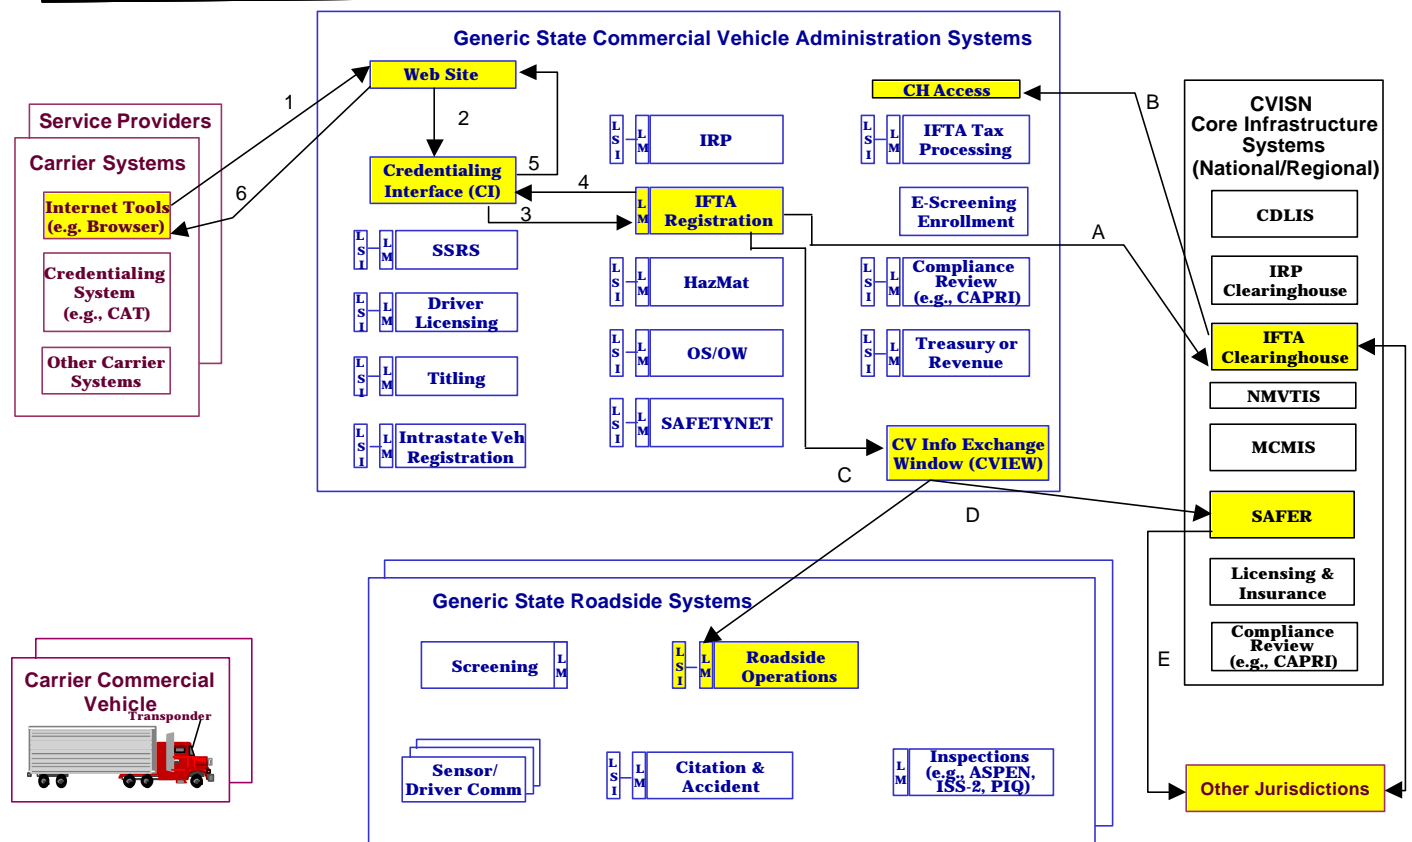 Generic State Commercial Vehicle Administration Systems
Web Site
1
2
Credentialing
Interface (CI)
5
6
4
3
Service Providers
Carrier Systems
Internet Tools
(e.g. Browser)
Credentialing
System
(e.g., CAT)
Other Carrier
Systems
L
S
I
L
M
SSRS
L
S
I
L
M
Driver
Licensing
L
S
I
L
M
Titling
L
S
I
L
M
Intrastate Veh
Registration
L
S
I
L
M
IRP
L
M
IFTA
Registration
L
S
I
L
M
HazMat
L
S
I
L
M
OS/OW
L
S
I
L
M
SAFETYNET
CH Access
L
S
I
L
M
IFTA Tax
Processing
E-Screening
Enrollment
L
S
I
L
M
Compliance
Review
(e.g., CAPRI)
L
S
I
L
M
Treasury or
Revenue
CV Info Exchange
Window (CVIEW)
A
B
C
D
E
CVISN
Core Infrastructure
Systems
(National/Regional)
CDLIS
IRP
Clearinghouse
IFTA
Clearinghouse
NMVTIS
MCMIS
SAFER
Licensing &
Insurance
Compliance
Review
(e.g., CAPRI)
Other Jurisdictions
Generic State Roadside Systems
Screening
L
M
L
S
I
L
M
Roadside
Operations
Sensor/
Driver Comm
L
S
I
L
M
Citation &
Accident
L
M
Inspections
(e.g., ASPEN,
ISS-2, PIQ)
Carrier Commercial
Vehicle
Transponder